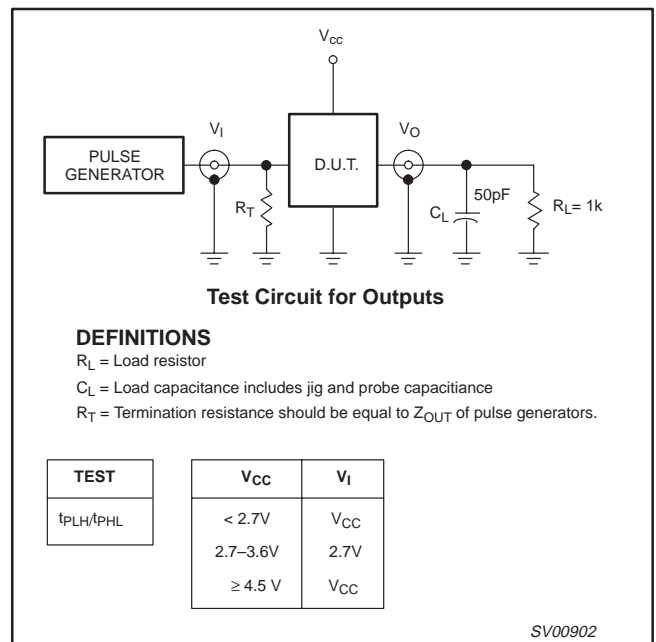 Vcc
VI
VO
PULSE
GENERATOR
D.U.T.
RT
50pF
CL
RL= 1k
Test Circuit for Outputs
DEFINITIONS
RL = Load resistor
CL = Load capacitance includes jig and probe capacitiance
RT = Termination resistance should be equal to ZOUT of pulse generators.
TEST
tPLH/tPHL
VCC VI
< 2.7V VCC
2.7–3.6V 2.7V
≥ 4.5 V VCC
SV00902